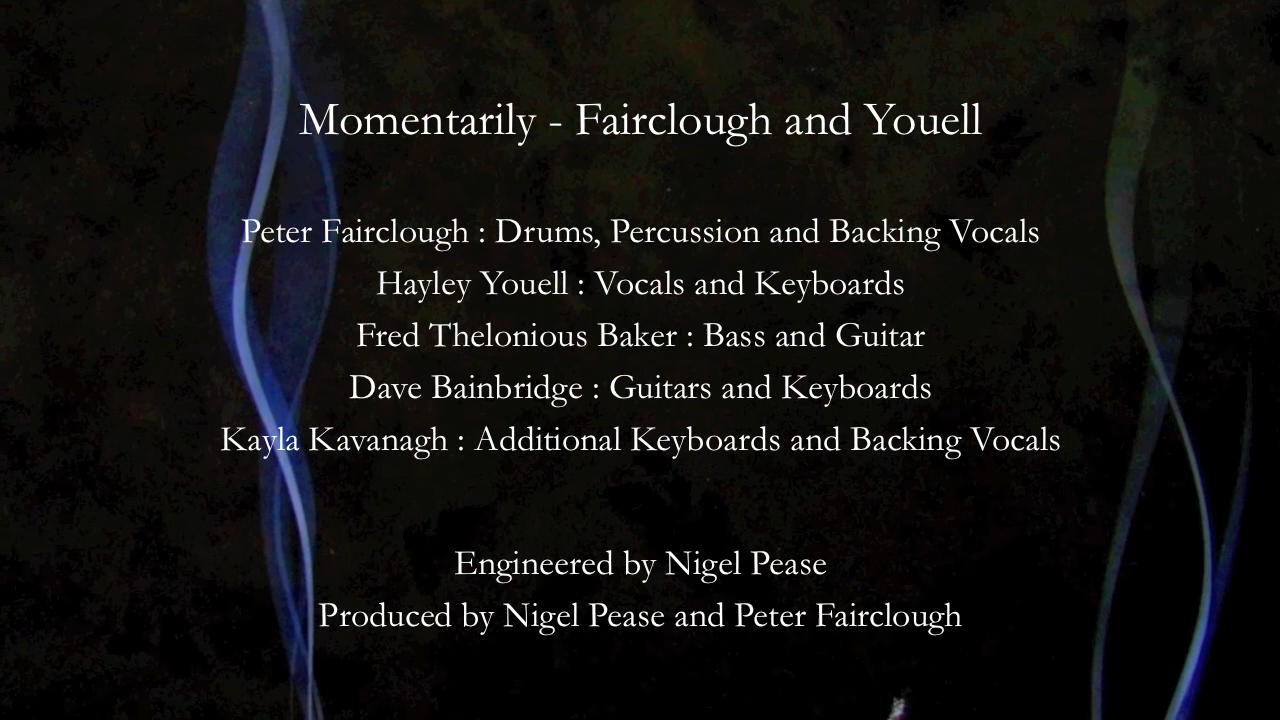 Momentarily - Fairclough and Youell
Peter Fairclough : Drums, Percussion and Backing Vocals
Hayley Youell : Vocals and Keyboards
Fred Thelonious Baker : Bass and Guitar
Dave Bainbridge : Guitars and Keyboards
Kayla Kavanagh : Additional Keyboards and Backing Vocals
Engineered by Nigel Pease
Produced by Nigel Pease and Peter Fairclough